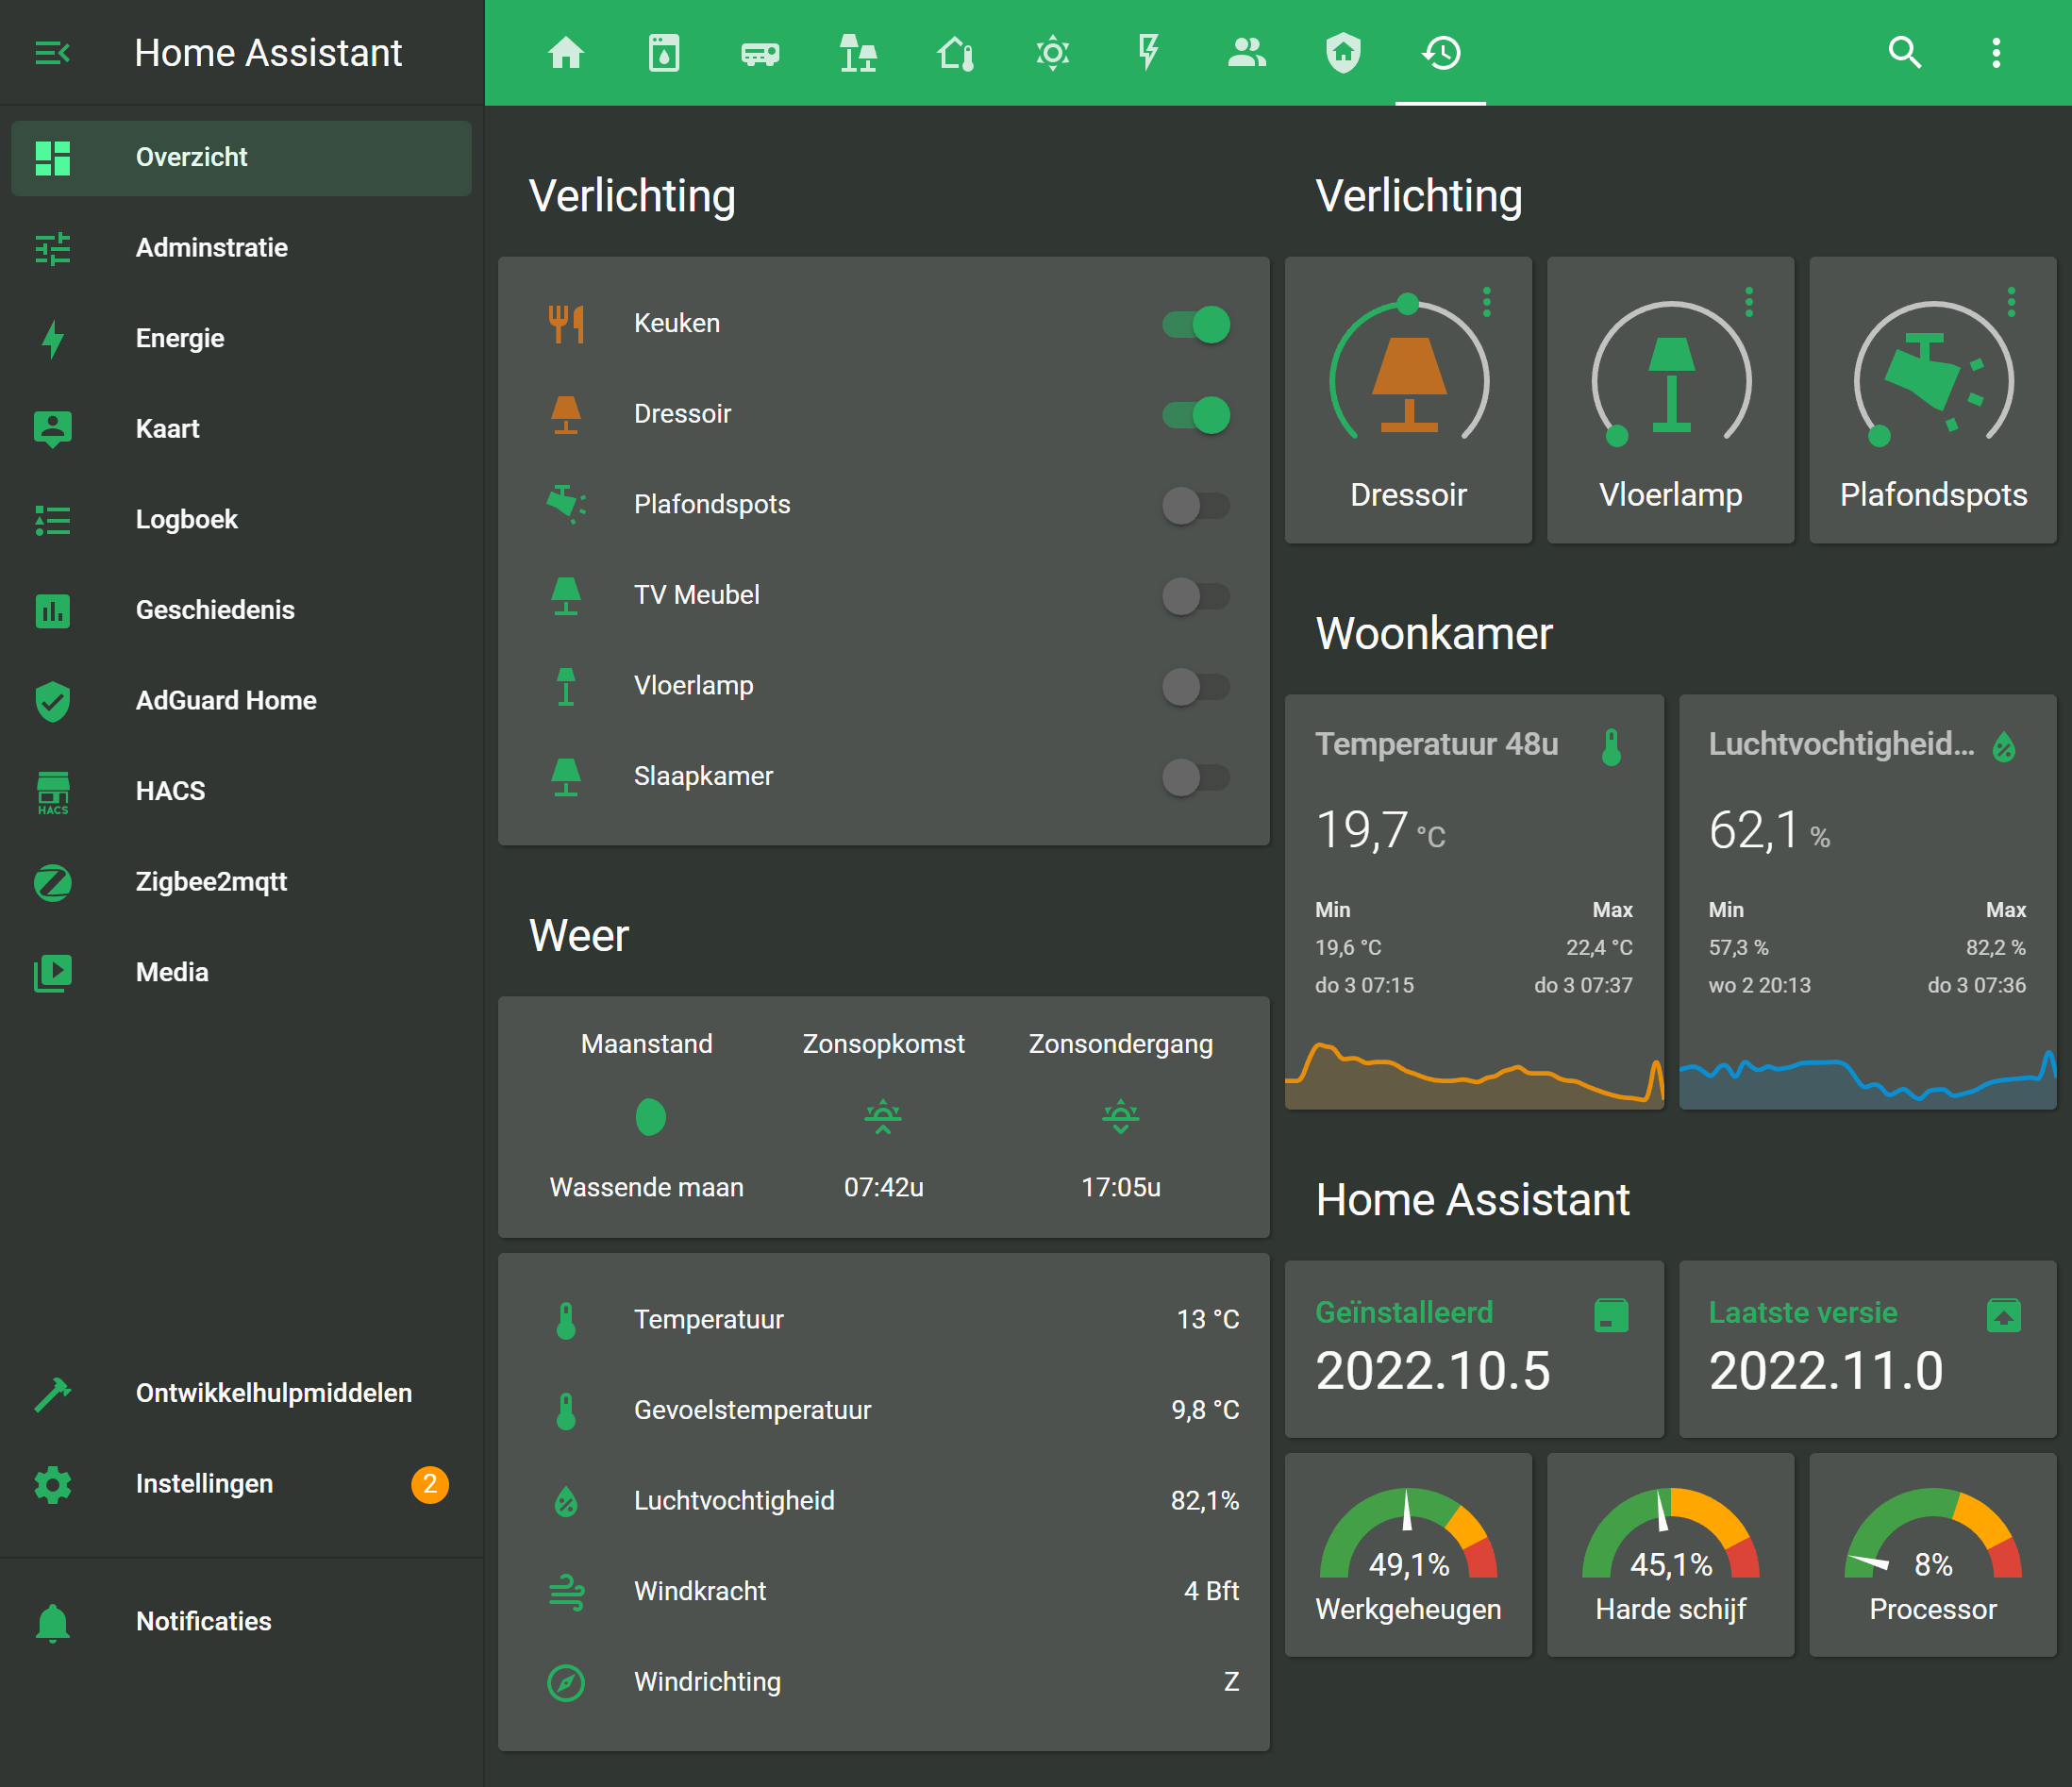 Home Assistant
Overzicht
Adminstratie
Energie
Kaart
Logboek
Geschiedenis
AdGuard Home
HACS
HACS
Zigbee2mqtt
Media
Ontwikkelhulpmiddelen
Instellingen 2
Notificaties
Verlichting
Keuken
Dressoir
Plafondspots
TV Meubel
Vloerlamp
Slaapkamer
Weer
Maanstand Zonsopkomst Zonsondergang
Wassende maan 07:42u 17:05u
Temperatuur 13 °C
Gevoelstemperatuur 9,8 °C
Luchtvochtigheid 82,1%
Windkracht 4 Bft
Windrichting Z
Verlichting
Dressoir Vloerlamp Plafondspots
Woonkamer
Temperatuur 48u
19,7 °C
Min Max
19,6 °C 22,4 °C
do 3 07:15 do 3 07:37
Luchtvochtigheid...
62,1 %
Min Max
57,3 % 82,2 %
wo 2 20:13 do 3 07:36
Home Assistant
Geïnstalleerd
2022.10.5
Laatste versie
2022.11.0
49,1%
Werkgeheugen
45,1%
Harde schijf
8%
Processor